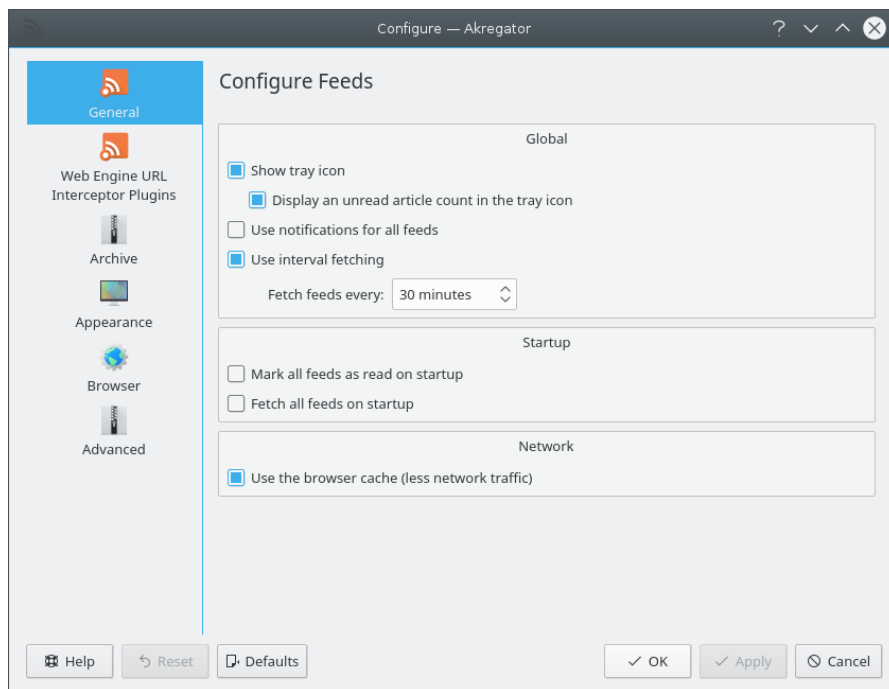 Configure — Akregator
General
Web Engine URL
Interceptor Plugins
Archive
Appearance
Browser
Advanced
Configure Feeds
Global
Show tray icon
Display an unread article count in the tray icon
Use notifications for all feeds
Use interval fetching
Fetch feeds every: 30 minutes
Startup
Mark all feeds as read on startup
Fetch all feeds on startup
Network
Use the browser cache (less network traffic)
Help Reset Defaults OK Apply Cancel